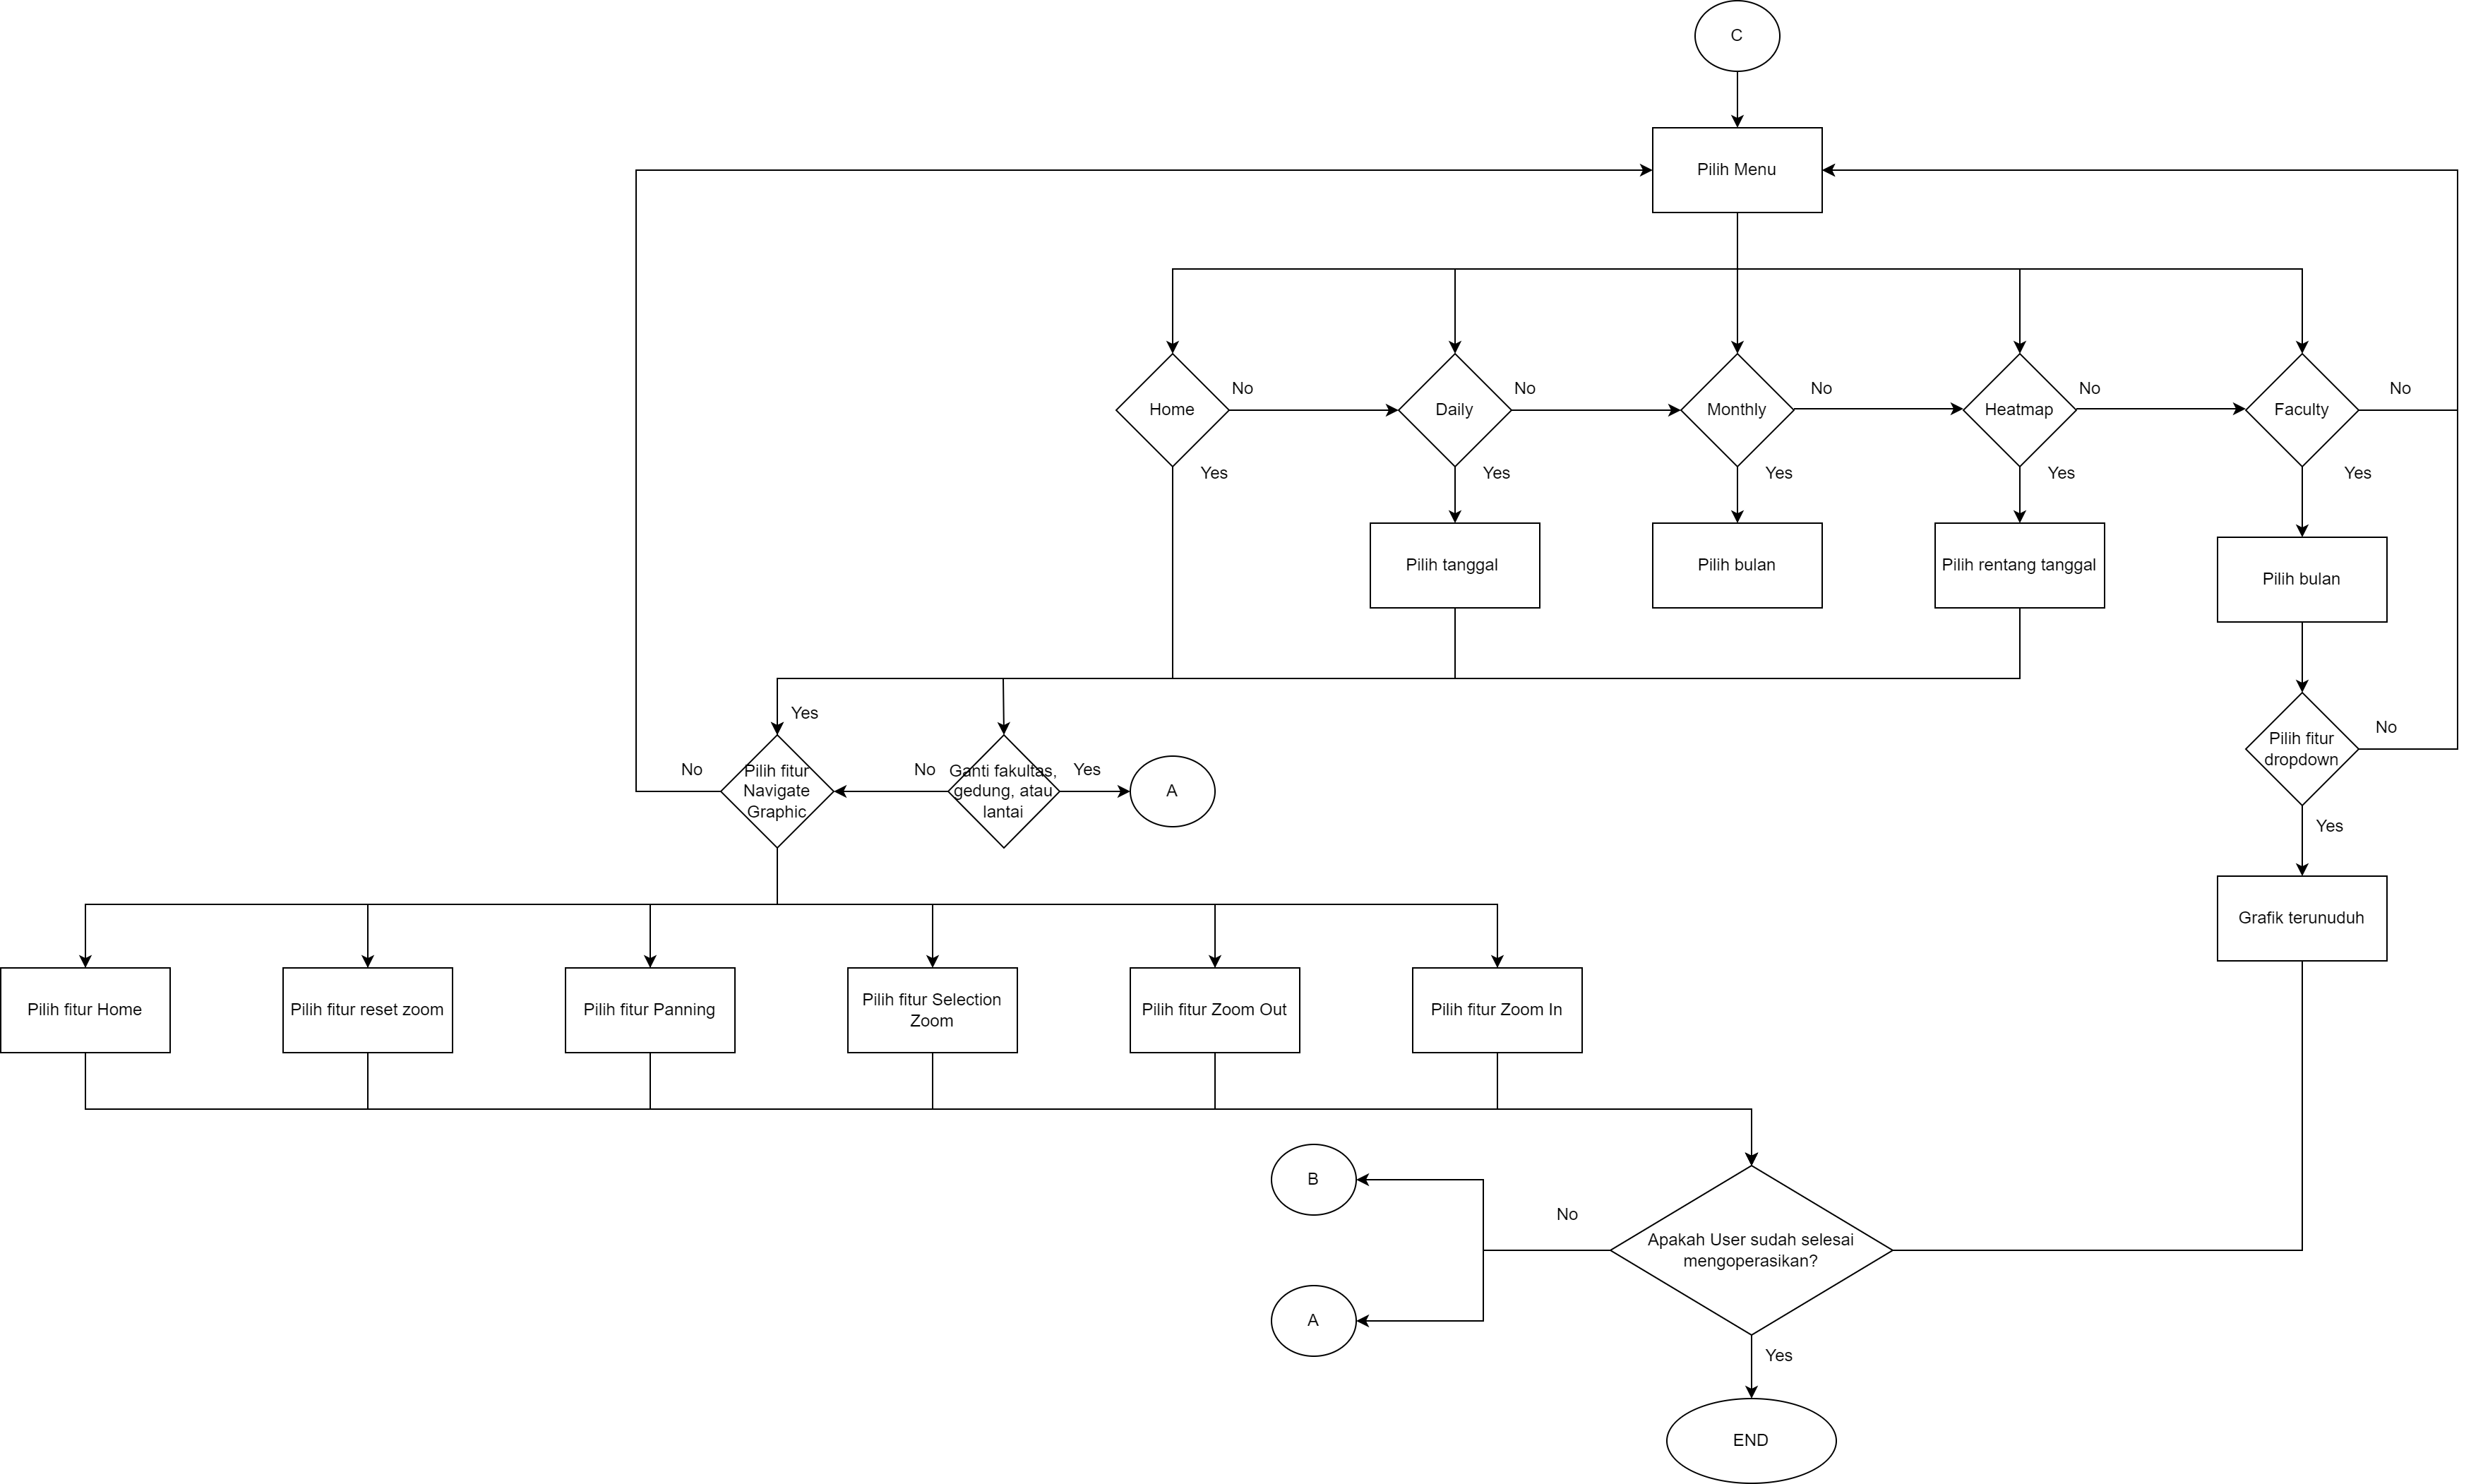 C
Pilih Menu
No
No
No
No
No
Home
Daily
Monthly
Heatmap
Faculty
Yes
Yes
Yes
Yes
Yes
Pilih tanggal
Pilih bulan
Pilih rentang tanggal
Pilih bulan
Yes
No
Pilih fitur
dropdown
No
Pilih fitur
Navigate
Graphic
No
Ganti fakultas,
gedung, atau
lantai
Yes
A
Yes
Grafik terunuduh
Pilih fitur Home
Pilih fitur reset zoom
Pilih fitur Panning
Pilih fitur Selection
Zoom
Pilih fitur Zoom Out
Pilih fitur Zoom In
B
No
Apakah User sudah selesai
mengoperasikan?
A
Yes
END